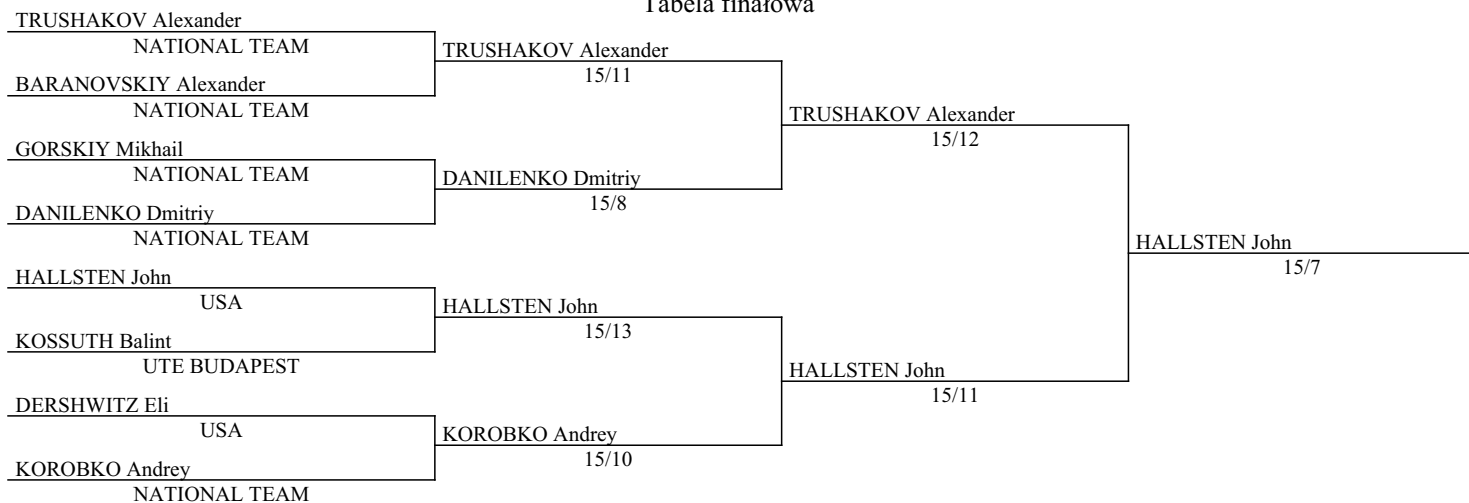 Tabela finałowa
TRUSHAKOV Alexander
NATIONAL TEAM
BARANOVSKIY Alexander
NATIONAL TEAM
GORSKIY Mikhail
NATIONAL TEAM
DANILENKO Dmitriy
NATIONAL TEAM
HALLSTEN John
USA
KOSSUTH Balint
UTE BUDAPEST
DERSHWITZ Eli
USA
KOROBKO Andrey
NATIONAL TEAM
TRUSHAKOV Alexander
15/11
DANILENKO Dmitriy
15/8
HALLSTEN John
15/13
KOROBKO Andrey
15/10
TRUSHAKOV Alexander
15/12
HALLSTEN John
15/11
HALLSTEN John
15/7